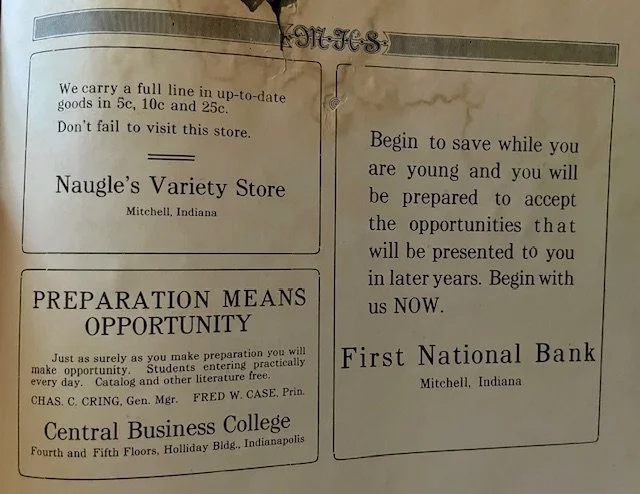 M·H·S·
We carry a full line in up-to-date
goods in 5c, 10c and 25c.
Don't fail to visit this store.
Naugle's Variety Store
Mitchell, Indiana
PREPARATION MEANS
OPPORTUNITY
Just as surely as you make preparation you will
make opportunity. Students entering practically
every day. Catalog and other literature free.
CHAS. C. CRING, Gen. Mgr. FRED W. CASE, Prin.
Central Business College
Fourth and Fifth Floors, Holliday Bldg., Indianapolis
Begin to save while you
are young and you will
be prepared to accept
the opportunities that
will be presented to you
in later years. Begin with
us NOW.
First National Bank
Mitchell, Indiana